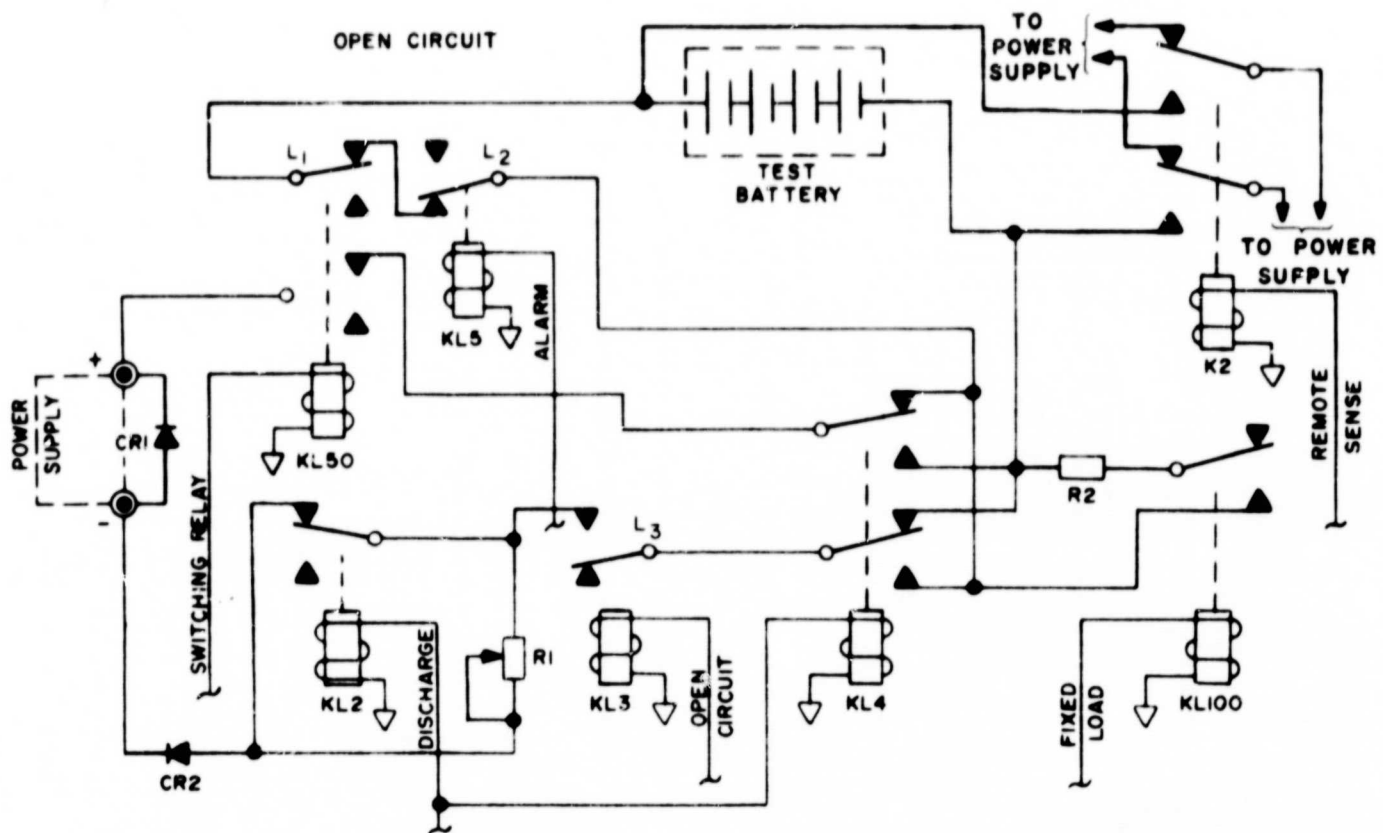 OPEN CIRCUIT
TO
POWER
SUPPLY
L1
L2
TEST
BATTERY
TO POWER
SUPPLY
KL5
ALARM
K2
REMOTE
SENSE
+
POWER
SUPPLY
-
CR1
KL50
SWITCHING RELAY
R2
L3
KL2
DISCHARGE
R1
KL3
OPEN
CIRCUIT
KL4
FIXED
LOAD
KL100
CR2